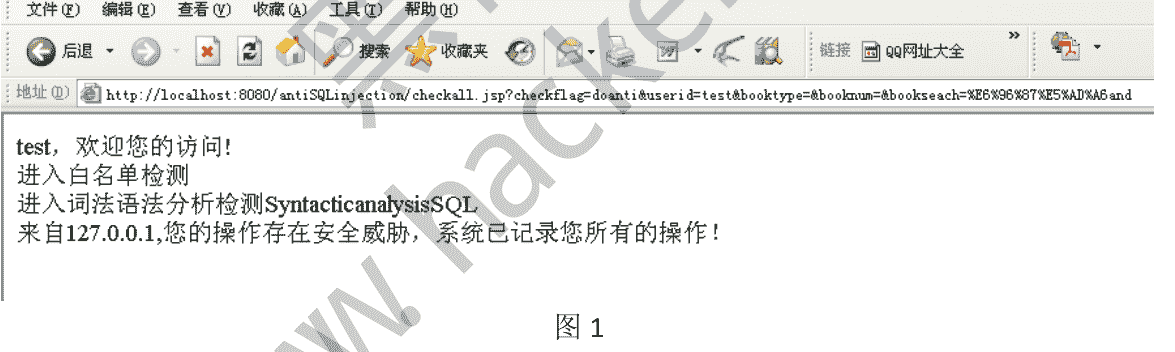 文件(F) 编辑(E) 查看(V) 收藏(A) 工具(T) 帮助(H)
后退 搜索 收藏夹 链接 QQ网址大全 »
地址(D) http://localhost:8080/antiSQLinjection/checkall.jsp?checkflag=doanti&userid=test&booktype=&booknum=&bookseach=%E6%96%87%E5%AD%A6and
test，欢迎您的访问!
进入白名单检测
进入词法语法分析检测SyntacticanalysisSQL
来自127.0.0.1,您的操作存在安全威胁，系统已记录您所有的操作！
图 1